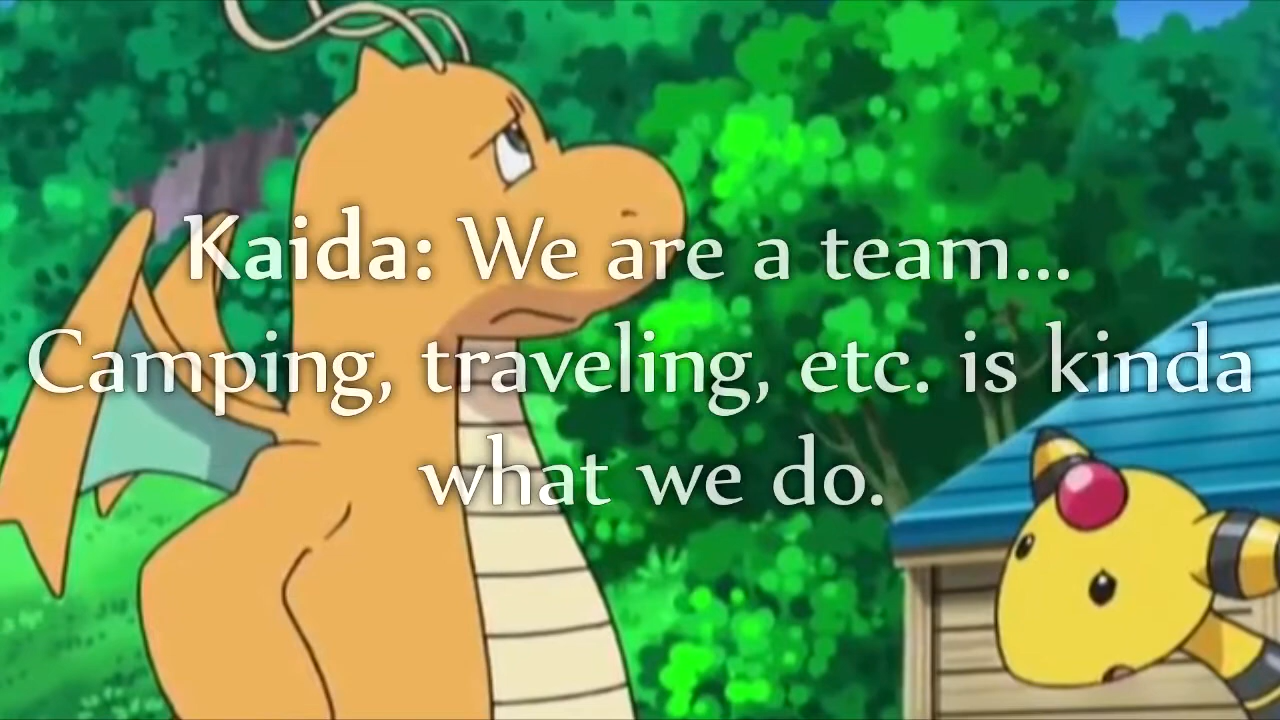 Kaida: We are a team...
Camping, traveling, etc. is kinda
what we do.